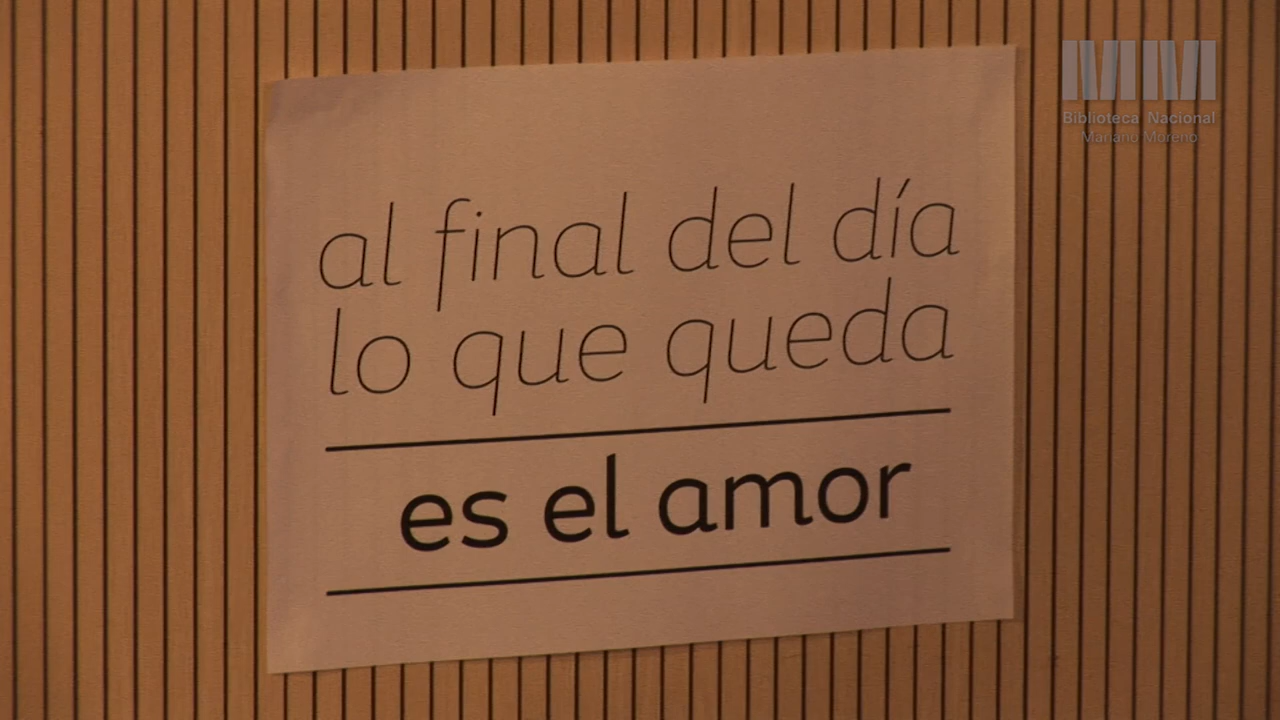 Biblioteca Nacional
Mariano Moreno
al final del día
lo que queda
es el amor